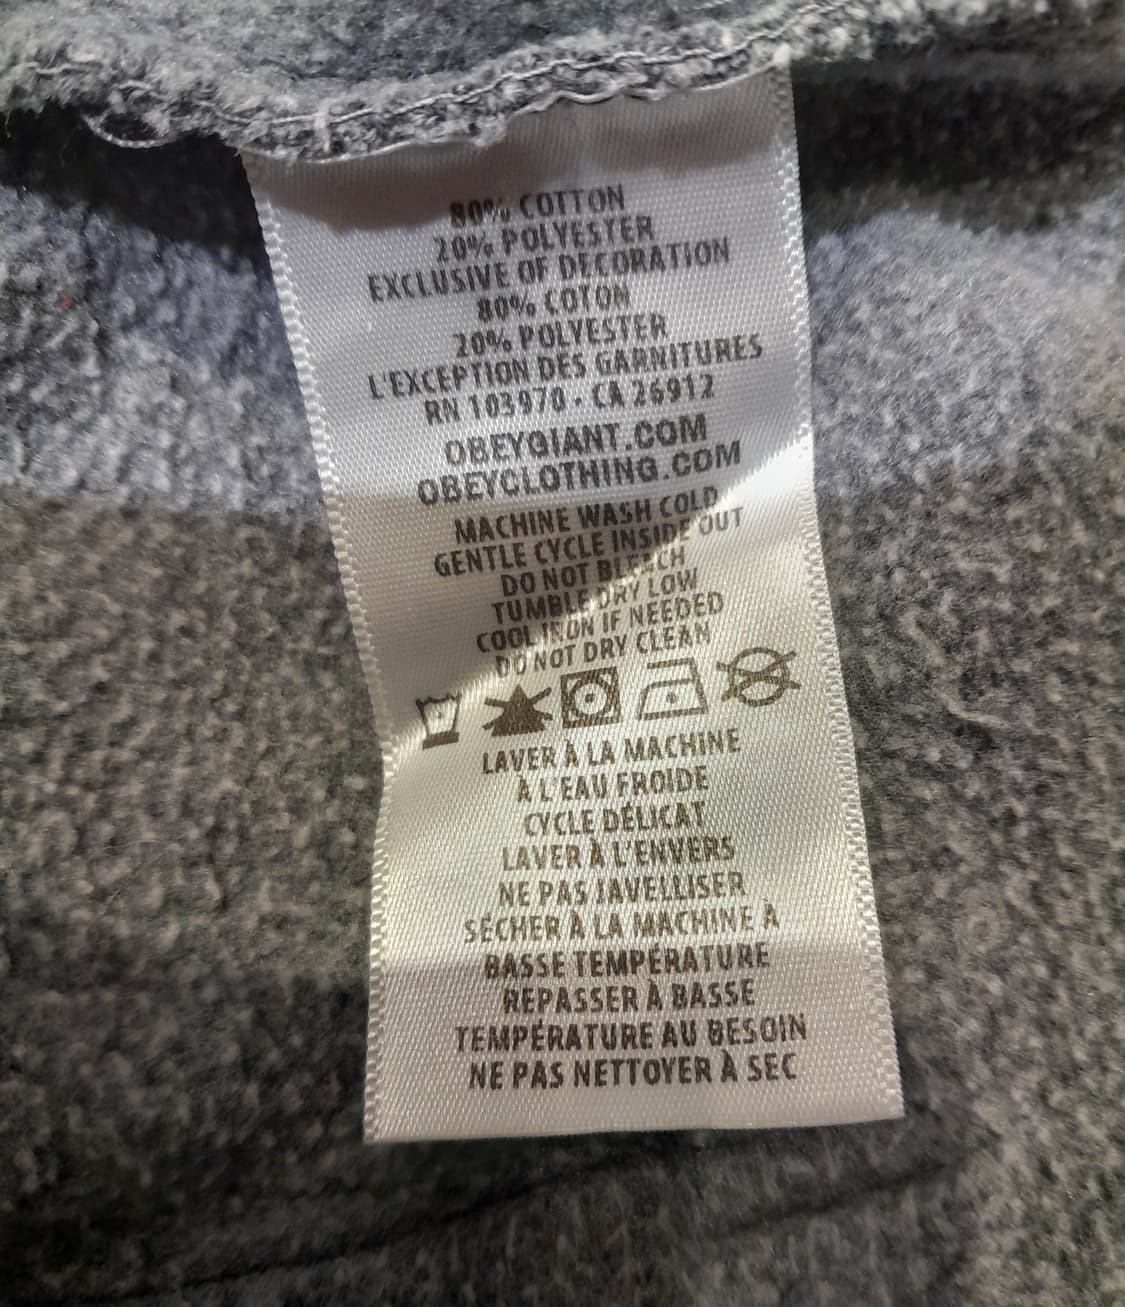 80% COTTON
20% POLYESTER
EXCLUSIVE OF DECORATION
80% COTON
20% POLYESTER
L'EXCEPTION DES GARNITURES
RN 103970 · CA 26912
OBEYGIANT.COM
OBEYCLOTHING.COM
MACHINE WASH COLD
GENTLE CYCLE INSIDE OUT
DO NOT BLEACH
TUMBLE DRY LOW
COOL IRON IF NEEDED
DO NOT DRY CLEAN
LAVER À LA MACHINE
À L'EAU FROIDE
CYCLE DÉLICAT
LAVER À L'ENVERS
NE PAS JAVELLISER
SÉCHER À LA MACHINE À
BASSE TEMPÉRATURE
REPASSER À BASSE
TEMPÉRATURE AU BESOIN
NE PAS NETTOYER À SEC